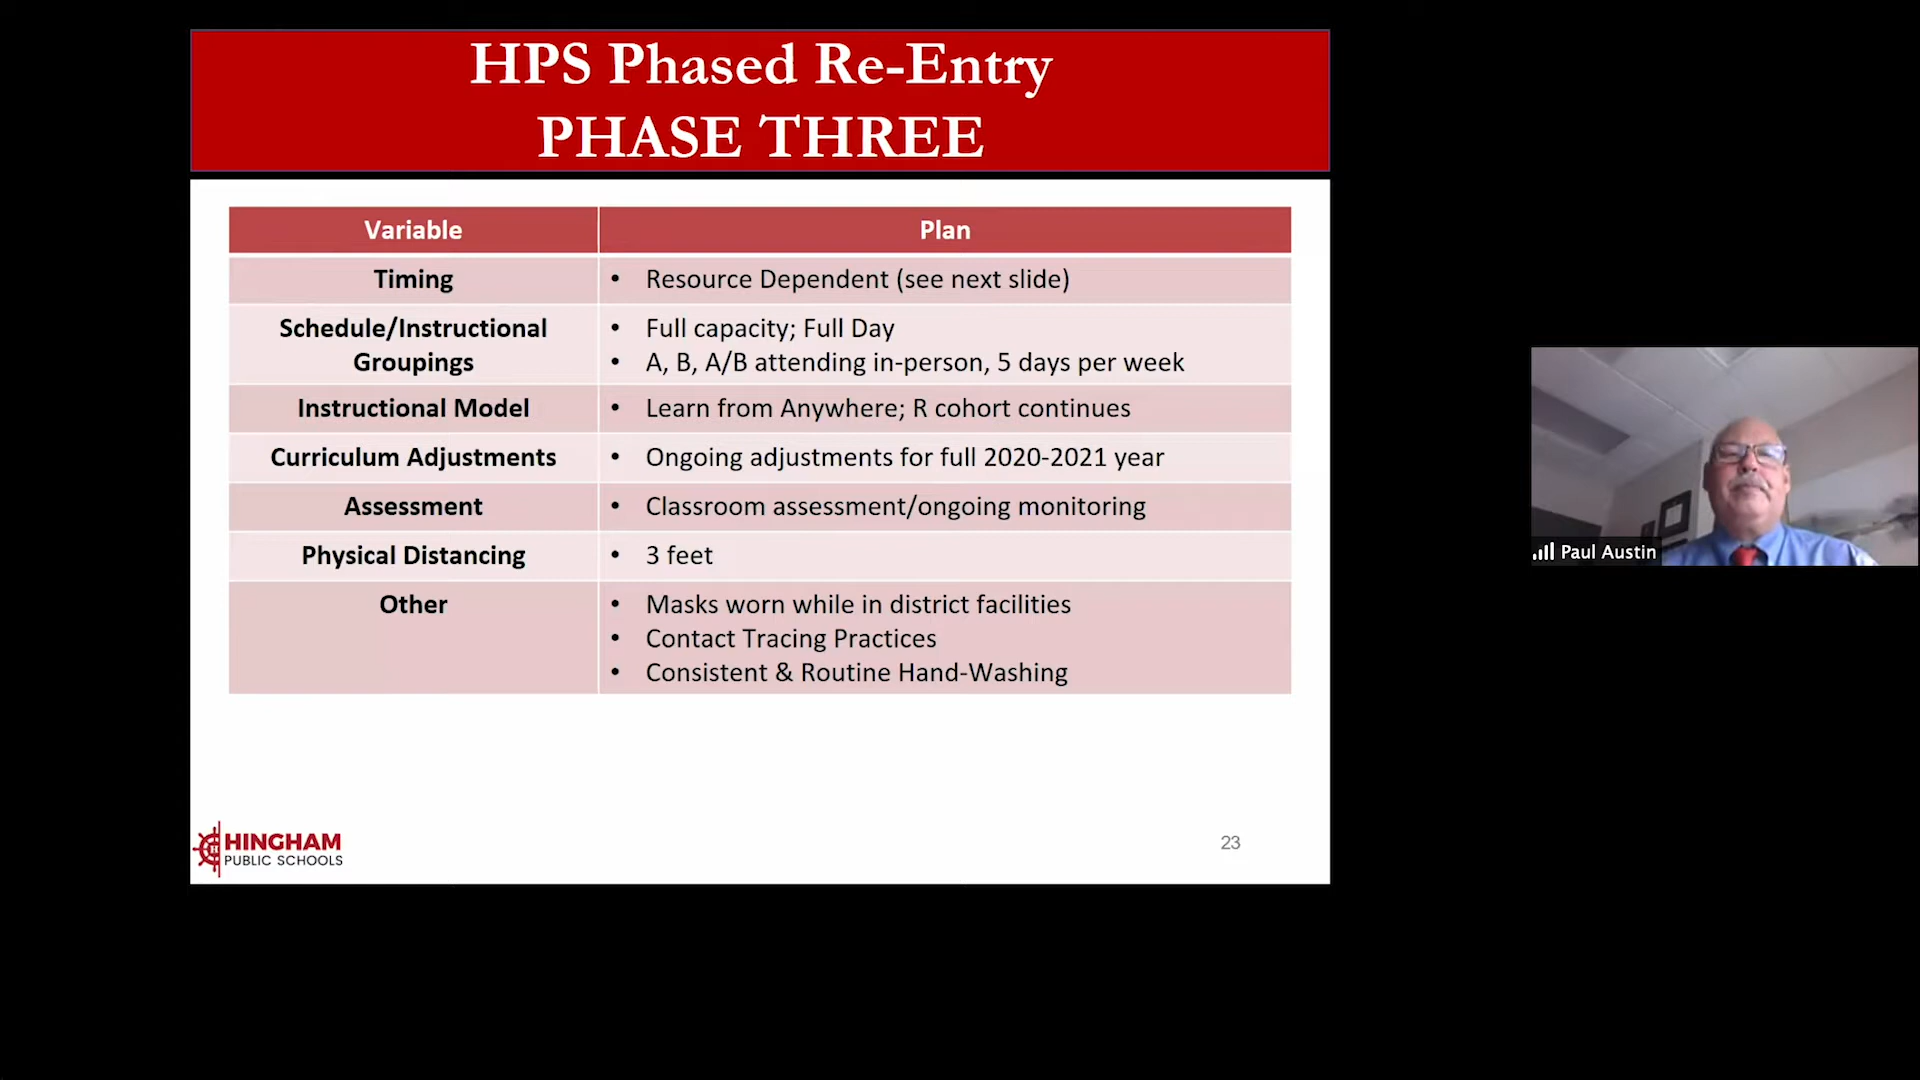 HPS Phased Re-Entry
PHASE THREE
Variable
Plan
Timing
• Resource Dependent (see next slide)
Schedule/Instructional
Groupings
• Full capacity; Full Day
• A, B, A/B attending in-person, 5 days per week
Instructional Model
• Learn from Anywhere; R cohort continues
Curriculum Adjustments
• Ongoing adjustments for full 2020-2021 year
Assessment
• Classroom assessment/ongoing monitoring
Physical Distancing
• 3 feet
Other
• Masks worn while in district facilities
• Contact Tracing Practices
• Consistent & Routine Hand-Washing
HINGHAM
PUBLIC SCHOOLS
23
Paul Austin